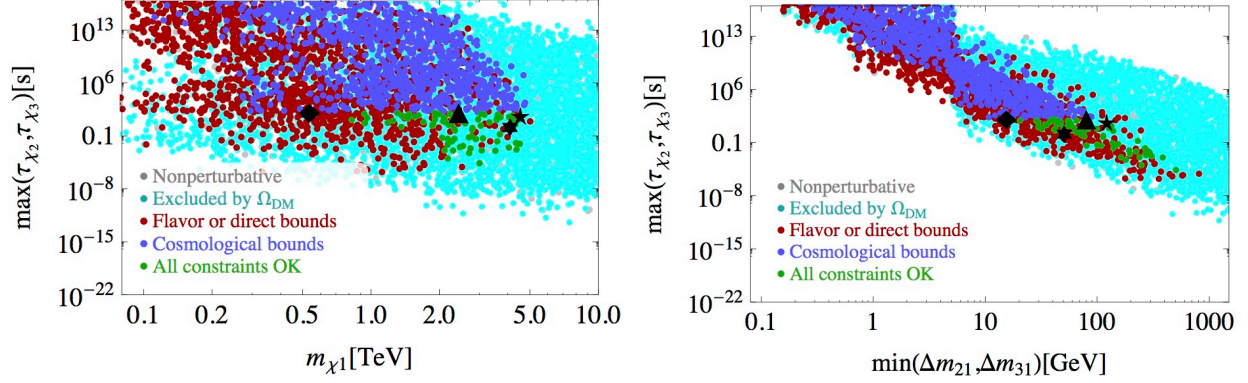 max(τχ2,τχ3)[s]
10^13
10^6
0.1
10^-8
10^-15
10^-22
Nonperturbative
Excluded by ΩDM
Flavor or direct bounds
Cosmological bounds
All constraints OK
0.1 0.2 0.5 1.0 2.0 5.0 10.0
mχ1[TeV]
max(τχ2,τχ3)[s]
10^13
10^6
0.1
10^-8
10^-15
10^-22
Nonperturbative
Excluded by ΩDM
Flavor or direct bounds
Cosmological bounds
All constraints OK
0.1 1 10 100 1000
min(Δm21,Δm31)[GeV]